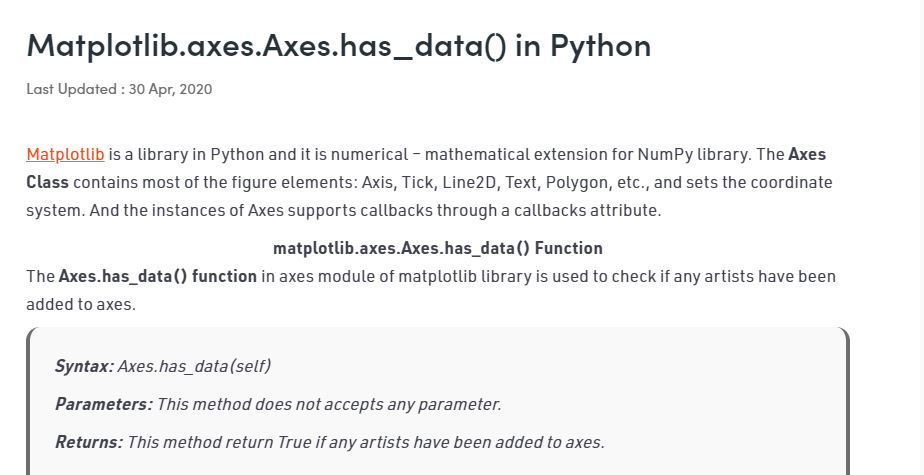 Matplotlib.axes.Axes.has_data() in Python
Last Updated : 30 Apr, 2020
Matplotlib is a library in Python and it is numerical – mathematical extension for NumPy library. The Axes
Class contains most of the figure elements: Axis, Tick, Line2D, Text, Polygon, etc., and sets the coordinate
system. And the instances of Axes supports callbacks through a callbacks attribute.
matplotlib.axes.Axes.has_data() Function
The Axes.has_data() function in axes module of matplotlib library is used to check if any artists have been
added to axes.
Syntax: Axes.has_data(self)
Parameters: This method does not accepts any parameter.
Returns: This method return True if any artists have been added to axes.